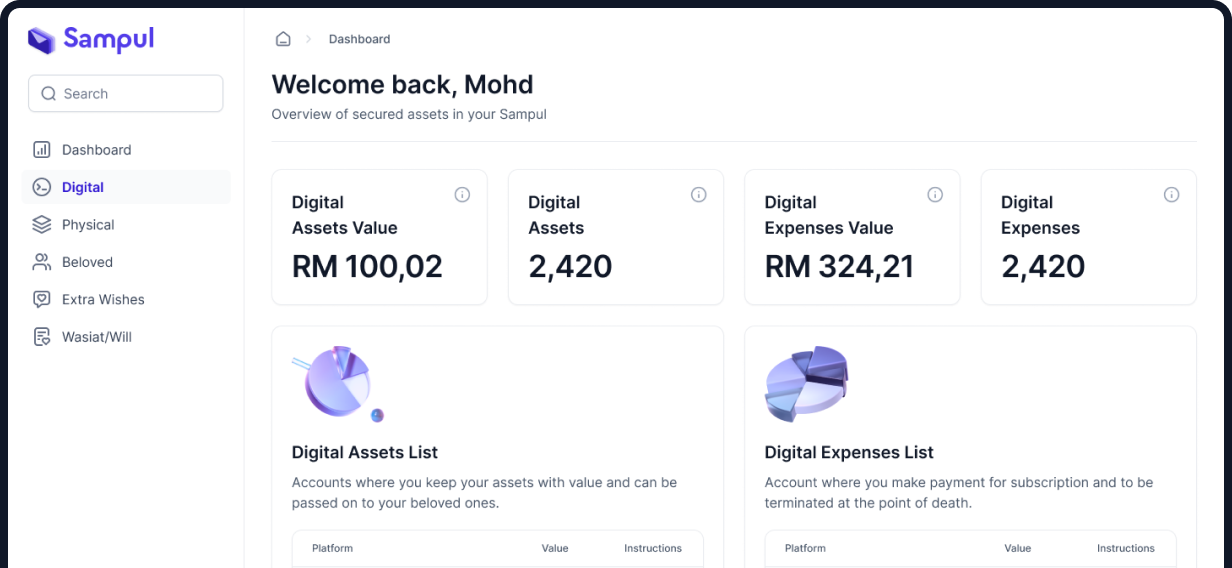 Sampul
Search
Dashboard
Digital
Physical
Beloved
Extra Wishes
Wasiat/Will
Dashboard
Welcome back, Mohd
Overview of secured assets in your Sampul
Digital
Assets Value
RM 100,02
Digital
Assets
2,420
Digital
Expenses Value
RM 324,21
Digital
Expenses
2,420
Digital Assets List
Accounts where you keep your assets with value and can be
passed on to your beloved ones.
Platform Value Instructions
Digital Expenses List
Account where you make payment for subscription and to be
terminated at the point of death.
Platform Value Instructions